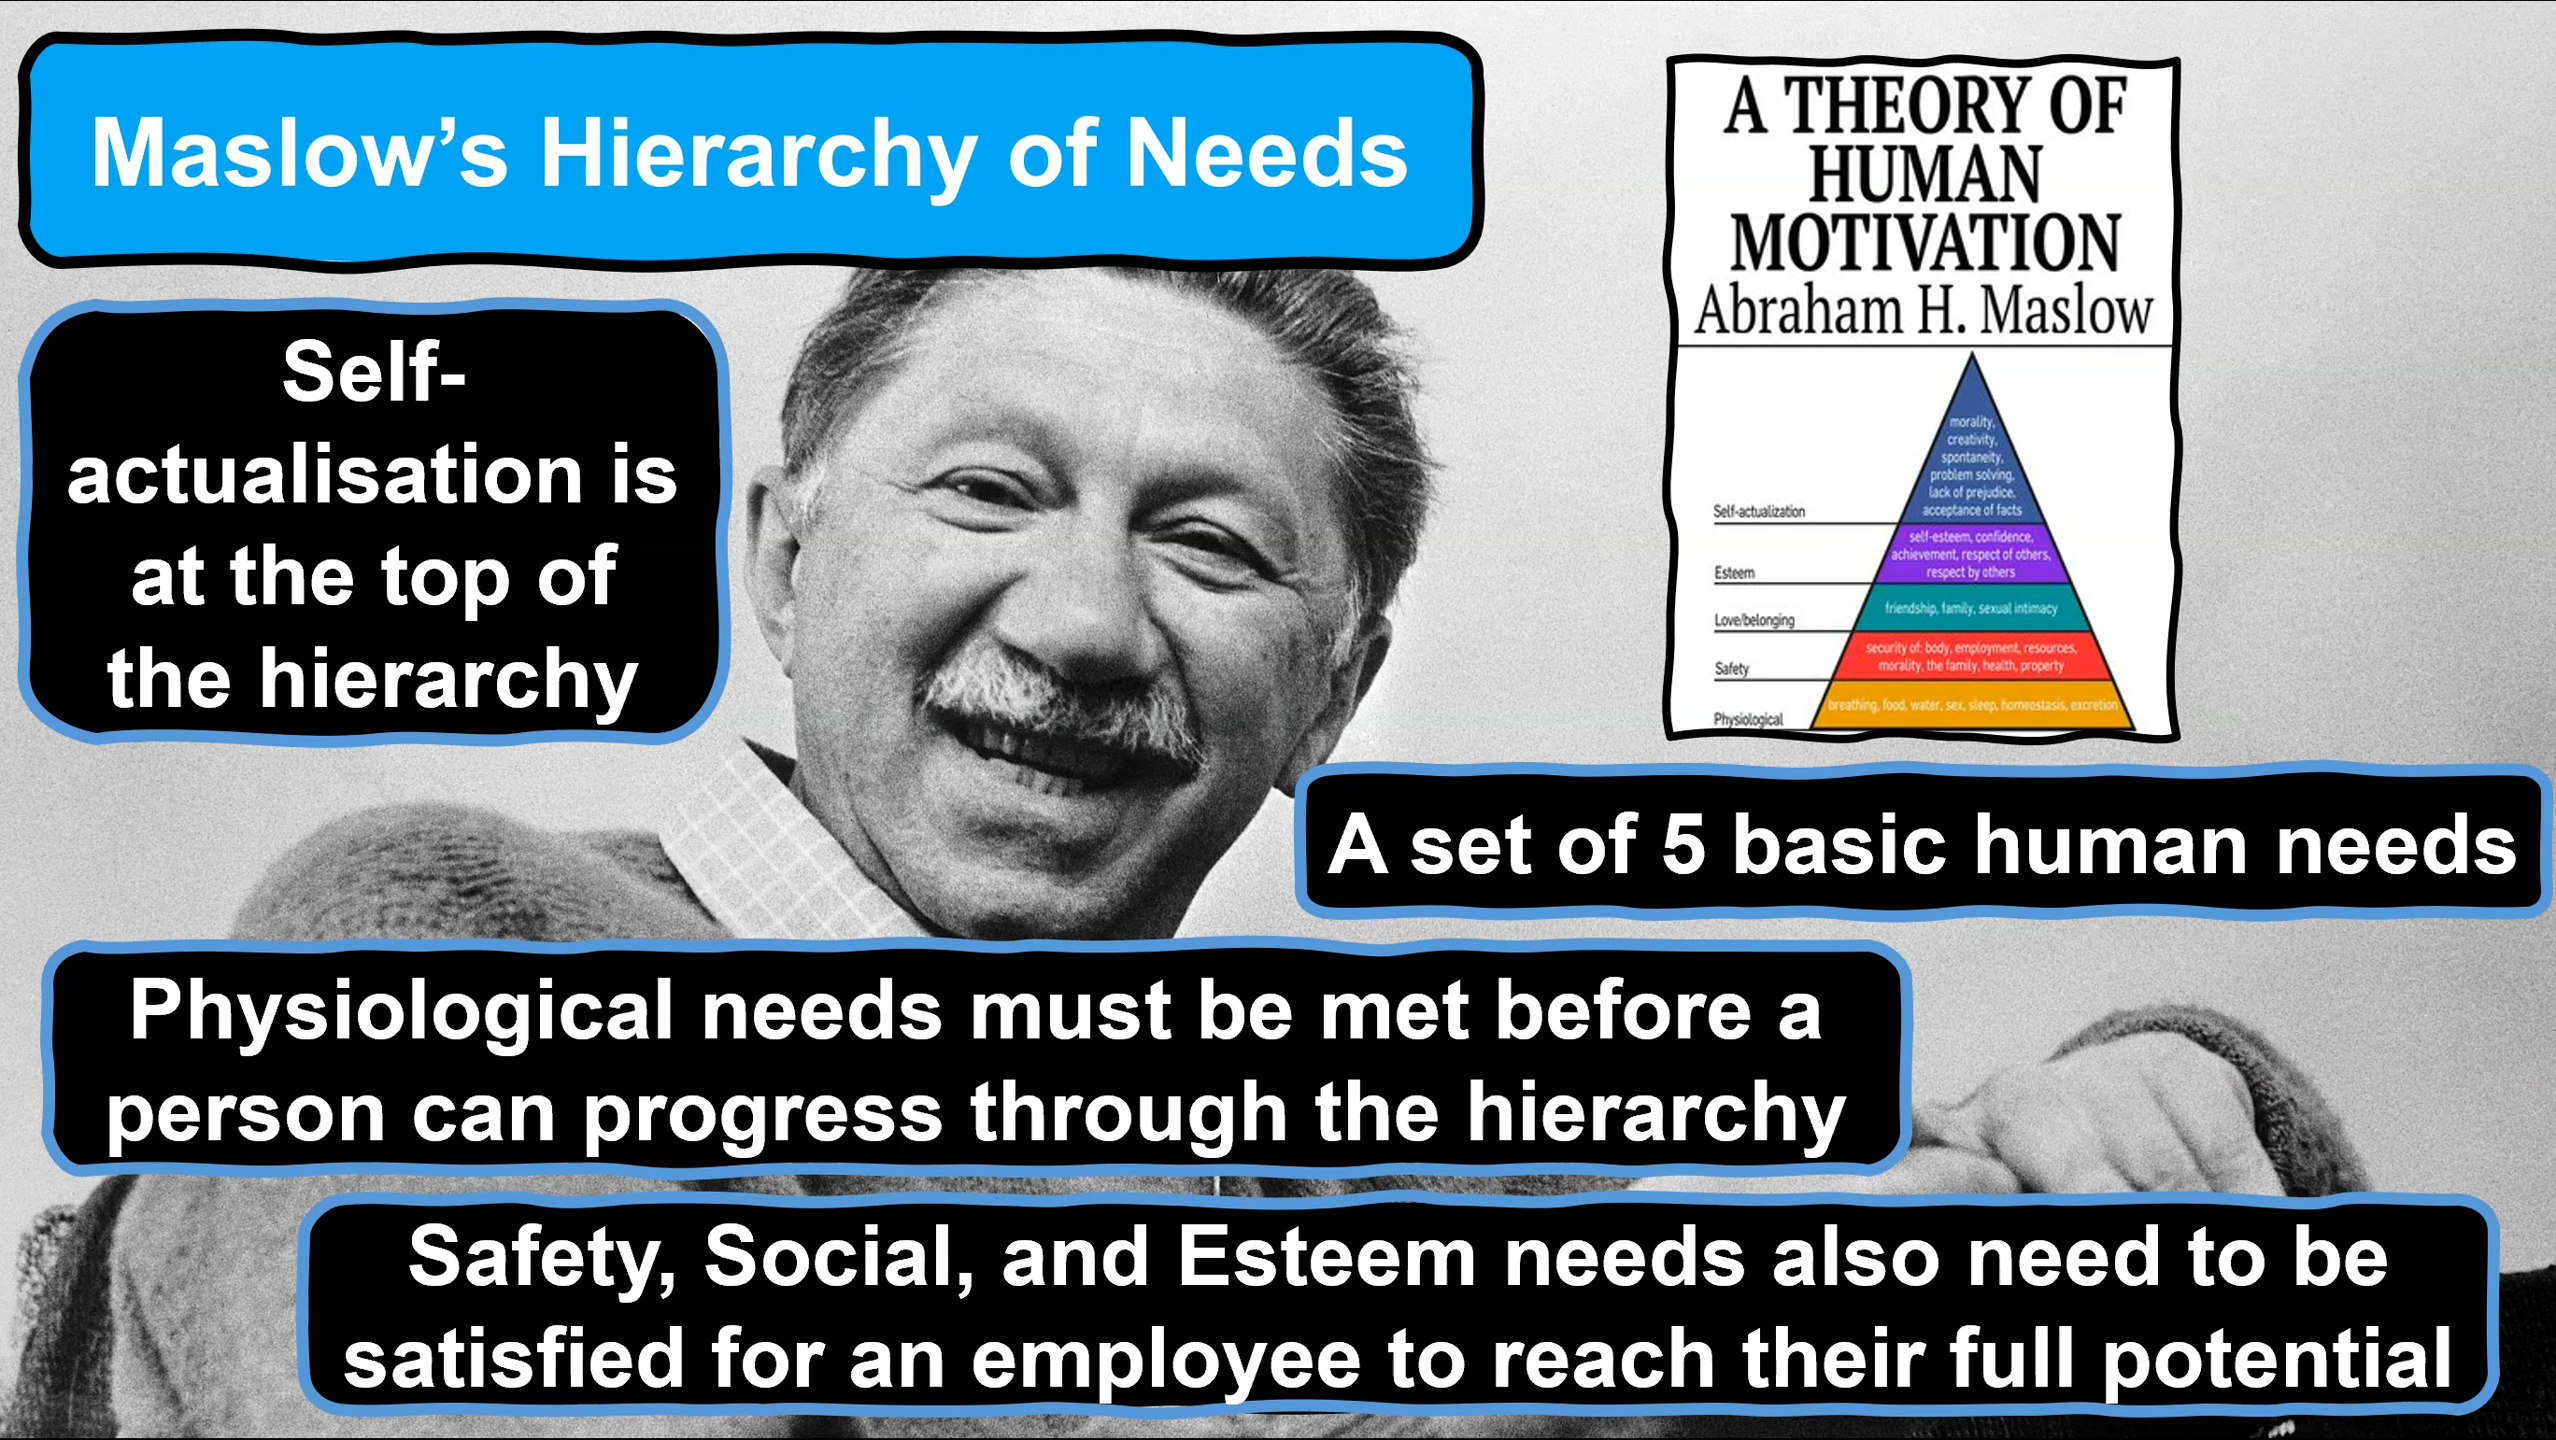 Maslow’s Hierarchy of Needs
Self-
actualisation is
at the top of
the hierarchy
A THEORY OF
HUMAN
MOTIVATION
Abraham H. Maslow
morality,
creativity,
spontaneity,
problem solving,
lack of prejudice,
acceptance of facts
Self-actualization
self-esteem, confidence,
achievement, respect of others,
respect by others
Esteem
friendship, family, sexual intimacy
Love/belonging
security of: body, employment, resources,
morality, the family, health, property
Safety
breathing, food, water, sex, sleep, homeostasis, excretion
Physiological
A set of 5 basic human needs
Physiological needs must be met before a
person can progress through the hierarchy
Safety, Social, and Esteem needs also need to be
satisfied for an employee to reach their full potential